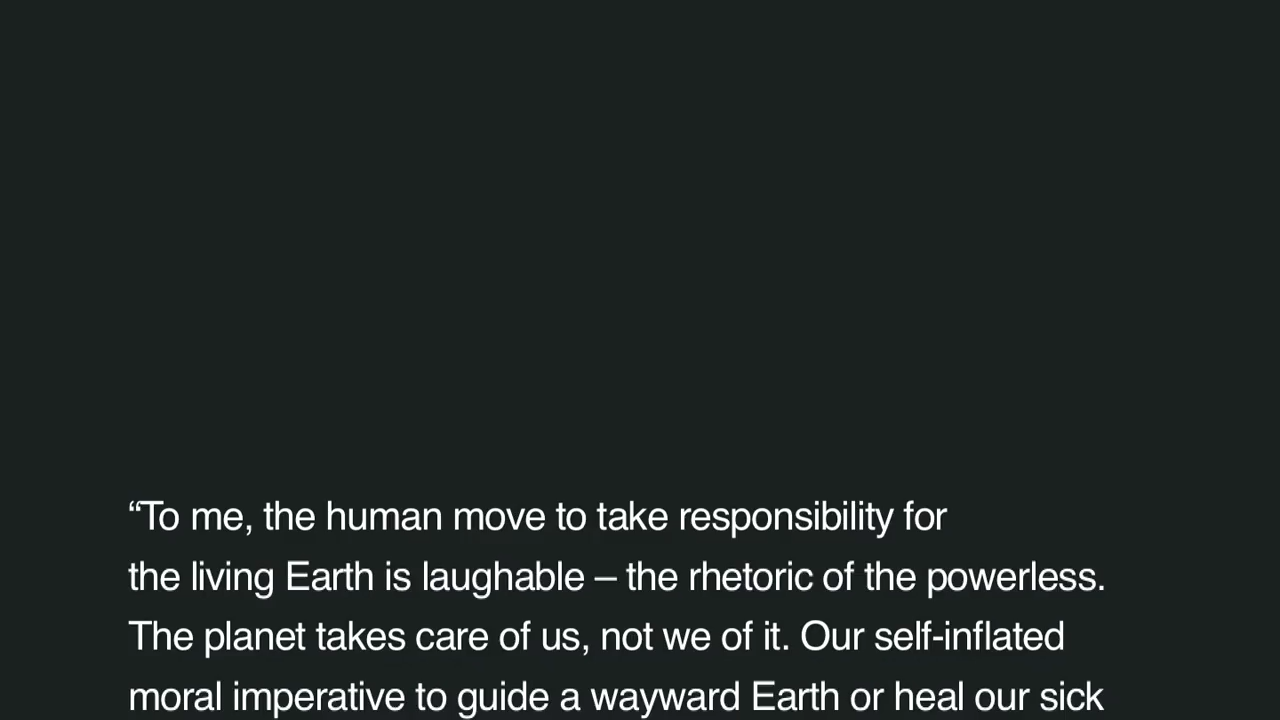 “To me, the human move to take responsibility for
the living Earth is laughable – the rhetoric of the powerless.
The planet takes care of us, not we of it. Our self-inflated
moral imperative to guide a wayward Earth or heal our sick